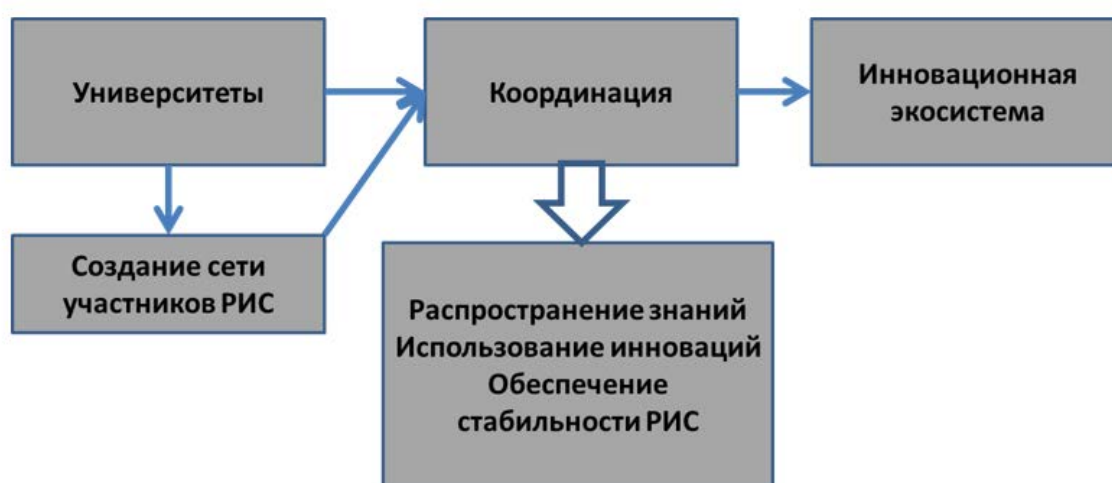 Университеты
Координация
Инновационная
экосистема
Создание сети
участников РИС
Распространение знаний
Использование инноваций
Обеспечение
стабильности РИС